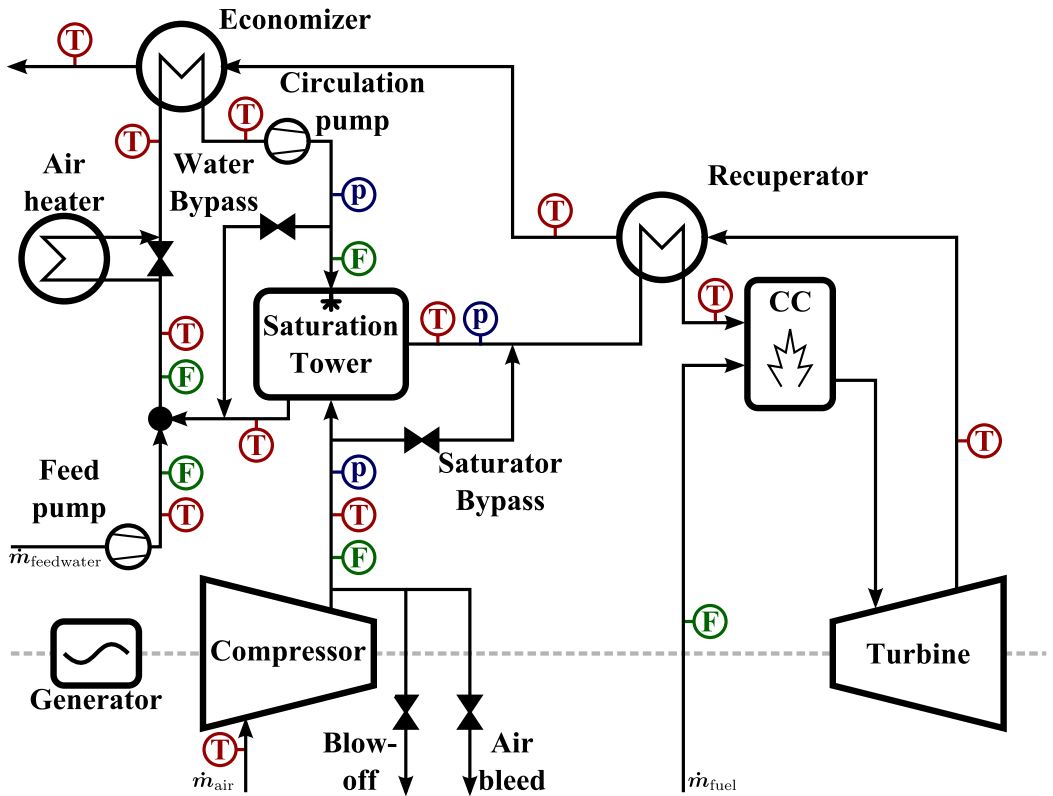 Economizer
T
Circulation
pump
T
T
Water
Bypass
Air
heater
p
Recuperator
T
F
T
CC
Saturation
Tower
T
p
T
F
T
T
Saturator
Bypass
Feed
pump
F
p
T
T
F
ṁfeedwater
F
Compressor
Turbine
Generator
T
Blow-
off
Air
bleed
ṁair
ṁfuel